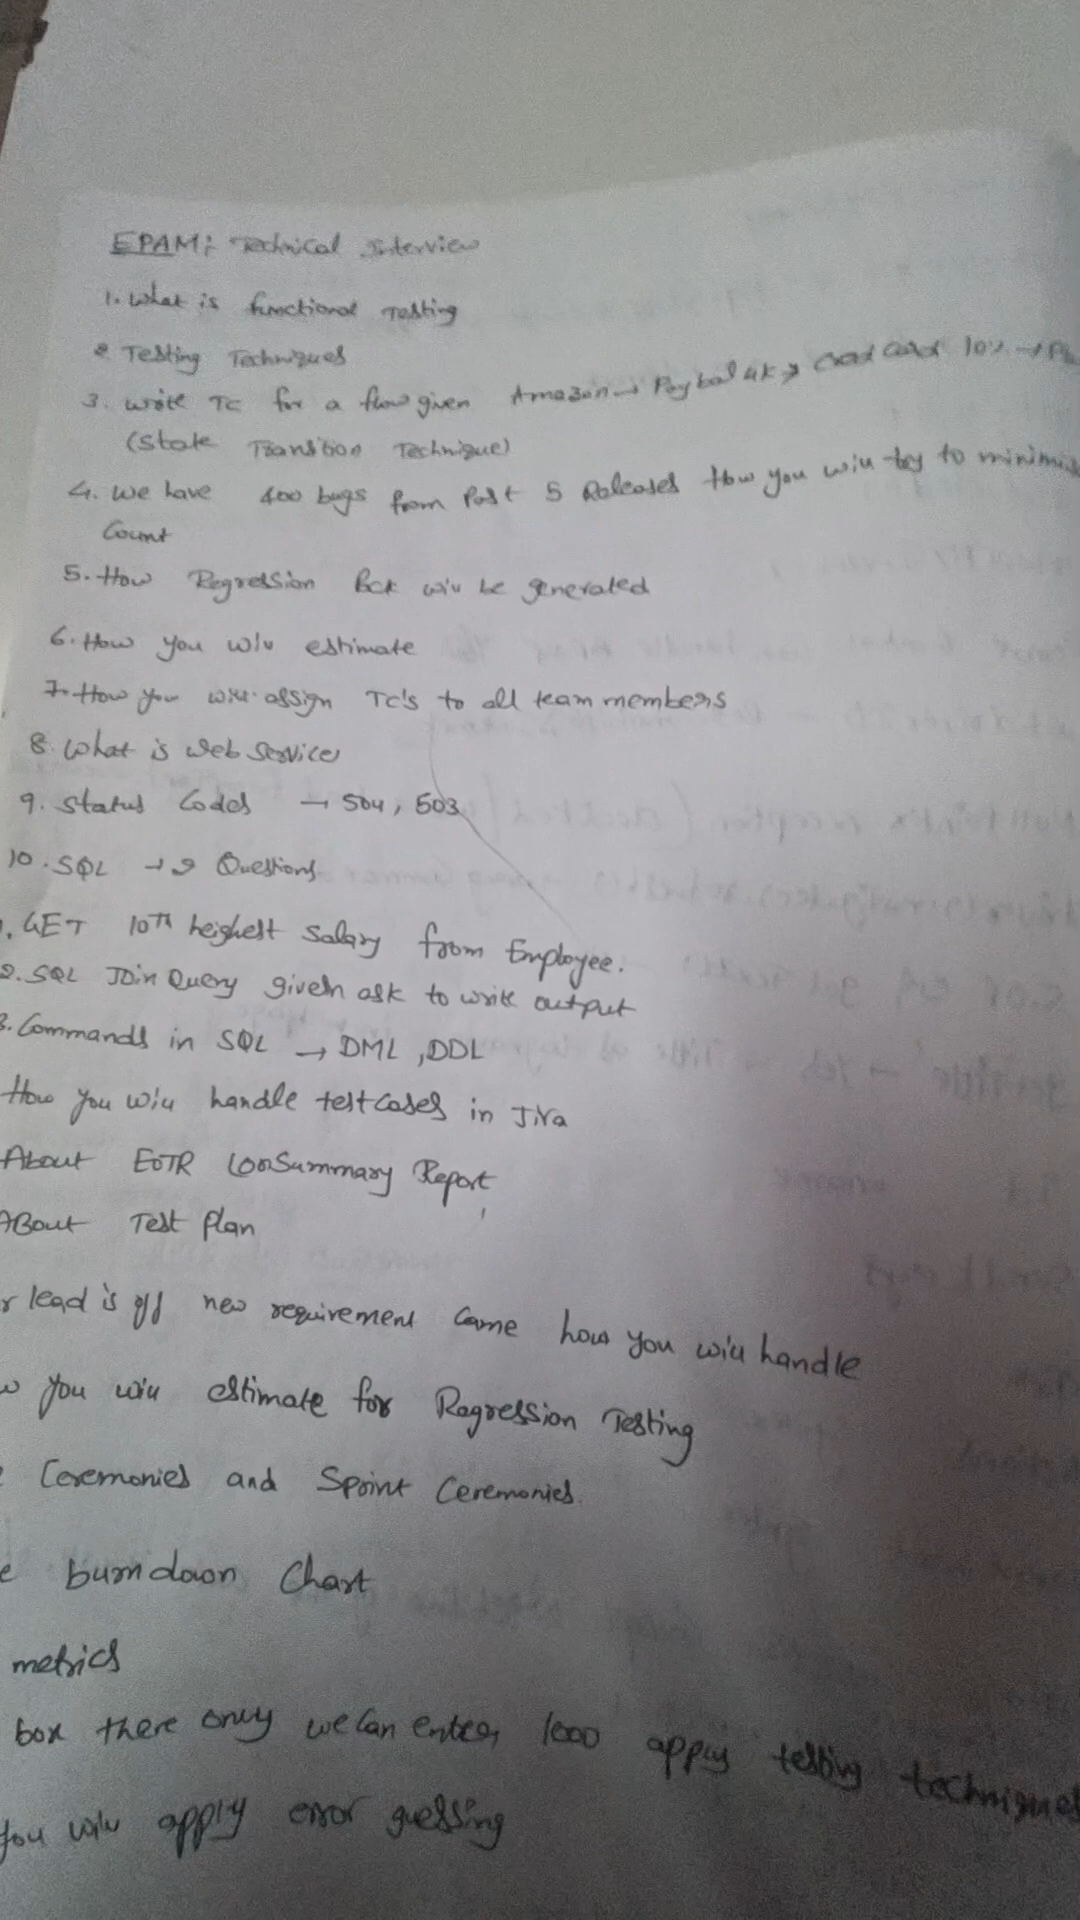 EPAM: Technical Interview
1. What is functional Testing
2 Testing Techniques
3. write TC for a flow given Amazon → Paybal 4K → Cred Card 10% →
(State Transition Technique)
4. We have 400 bugs from Past 5 Releases How you will try to minimis
Count
5. How Regression Pack will be generated
6. How you will estimate
7. How you will assign TC's to all team members
8. What is Web Service
9. Status Codes → 504, 503
10. SQL → 2 Questions
1. GET 10Th heighest Salary from Employee.
2. SQL Join Query given ask to write output
3. Commands in SQL → DML, DDL
How you will handle testcases in Jira
About EOTR Summary Report
About Test Plan
r lead is off new requirement came how you will handle
w you will estimate for Regression Testing
e Ceremonies and Sprint Ceremonies
e burndown Chart
metrics
box there only we can enter 1000 apply testing techniques
you will apply error guessing